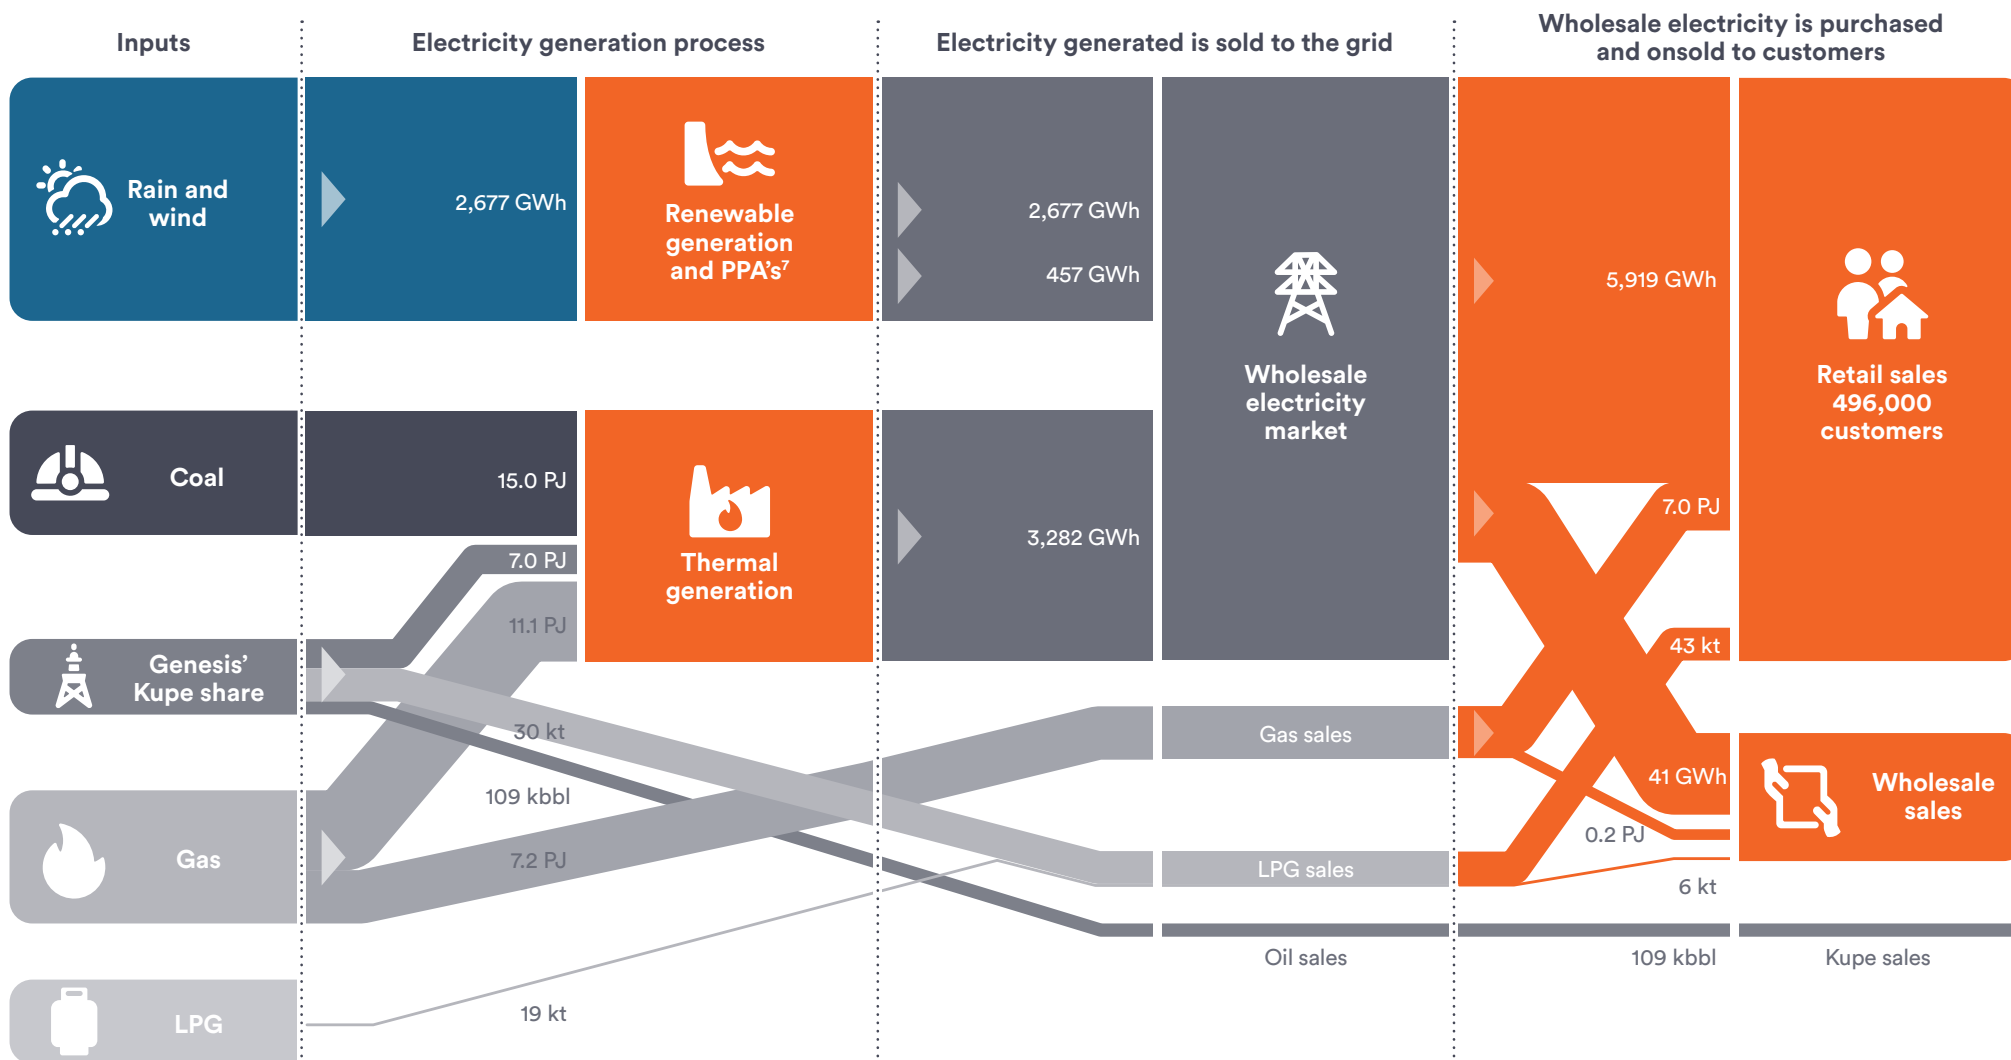 Inputs
Electricity generation process
Electricity generated is sold to the grid
Wholesale electricity is purchased
and onsold to customers
Rain and
wind
2,677 GWh
Renewable
generation
and PPA's⁷
2,677 GWh
457 GWh
Wholesale
electricity
market
5,919 GWh
Retail sales
496,000
customers
Coal
15.0 PJ
7.0 PJ
11.1 PJ
Thermal
generation
3,282 GWh
7.0 PJ
43 kt
Genesis'
Kupe share
30 kt
109 kbbl
Gas sales
41 GWh
0.2 PJ
Wholesale
sales
Gas
7.2 PJ
LPG sales
6 kt
Oil sales
109 kbbl
Kupe sales
LPG
19 kt